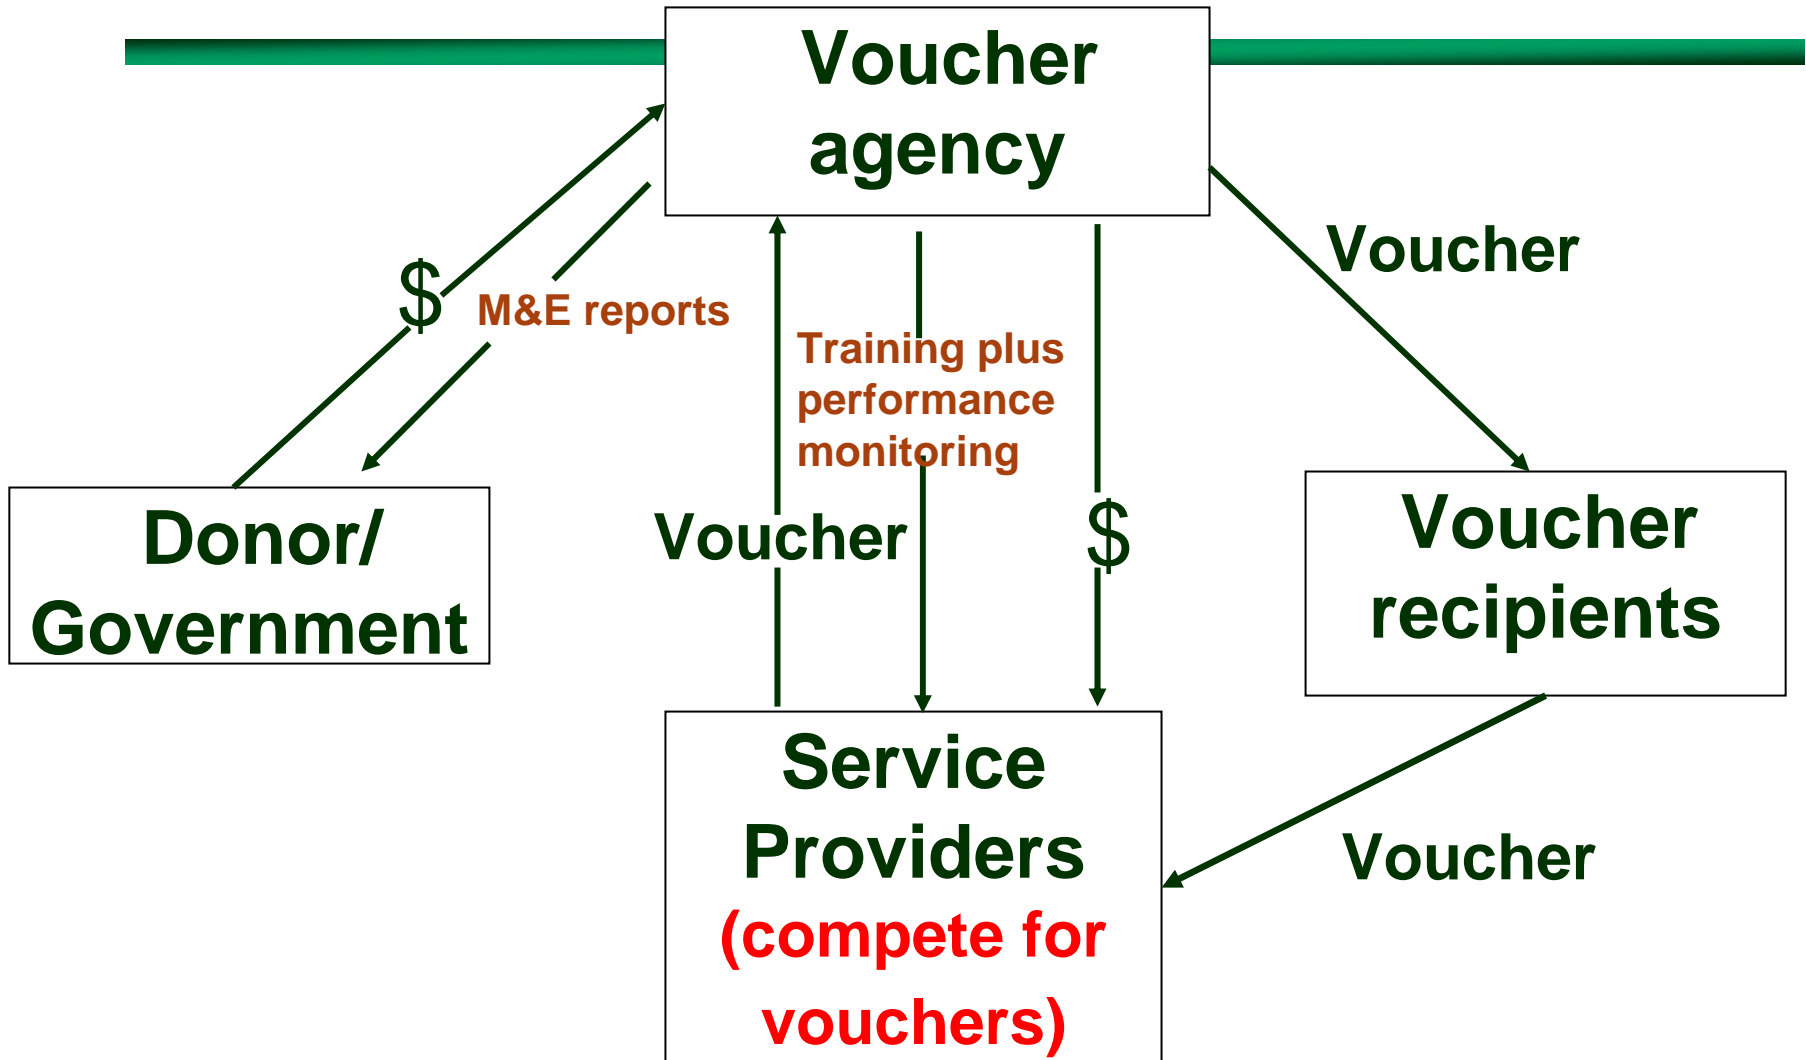 Voucher
agency
Voucher
$
M&E reports
Training plus
performance
monitoring
Donor/
Government
Voucher
$
Voucher
recipients
Service
Providers
(compete for
vouchers)
Voucher